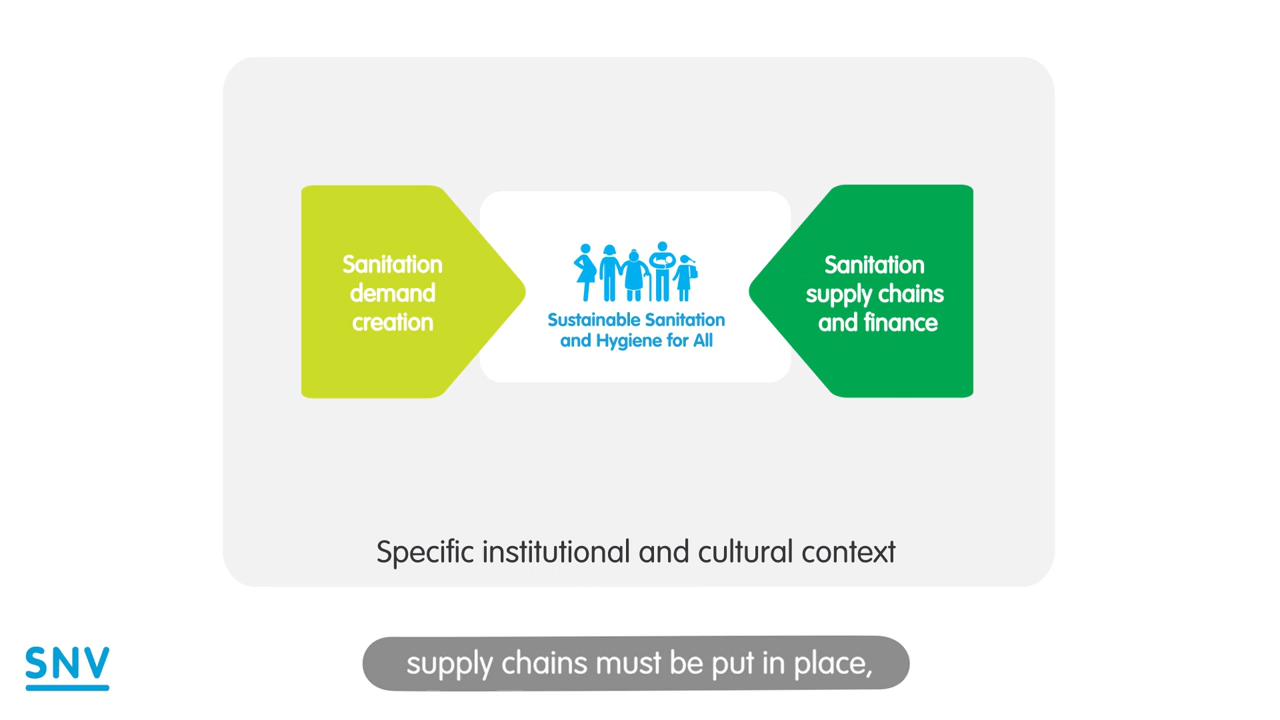 Sanitation
demand
creation
Sustainable Sanitation
and Hygiene for All
Sanitation
supply chains
and finance
Specific institutional and cultural context
SNV
supply chains must be put in place,